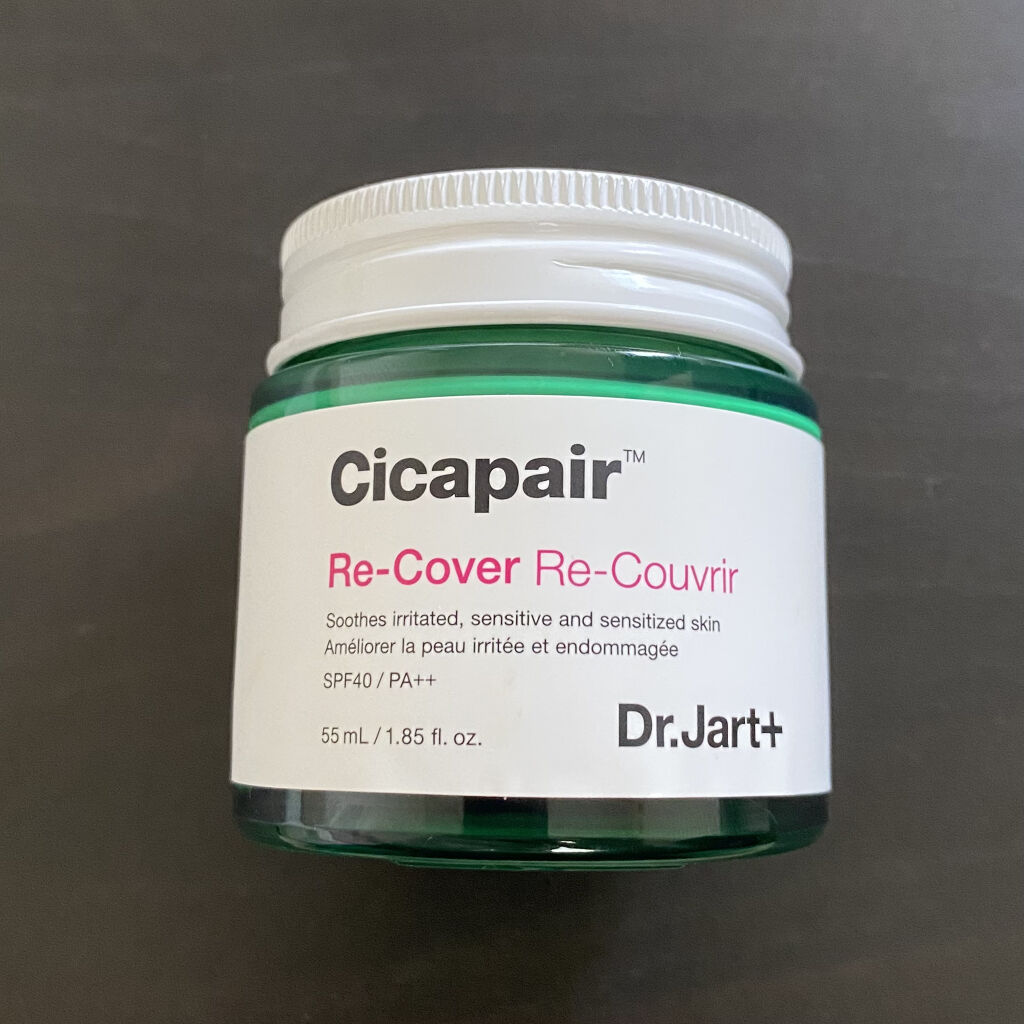 Cicapair™
Re-Cover Re-Couvrir
Soothes irritated, sensitive and sensitized skin
Améliorer la peau irritée et endommagée
SPF40 / PA++
55 mL / 1.85 fl. oz.
Dr.Jart+